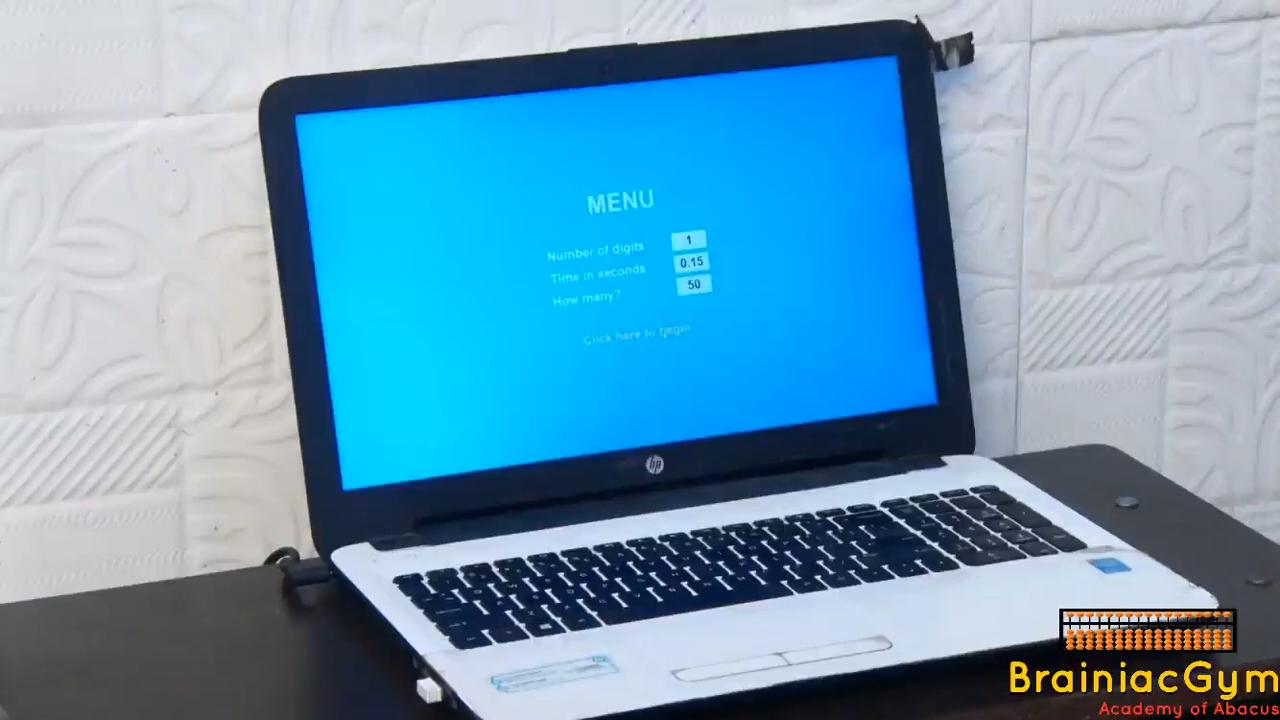 MENU
Number of digits 1
Time in seconds 0.15
How many? 50
Click here to begin
hp
BrainiacGym
Academy of Abacus